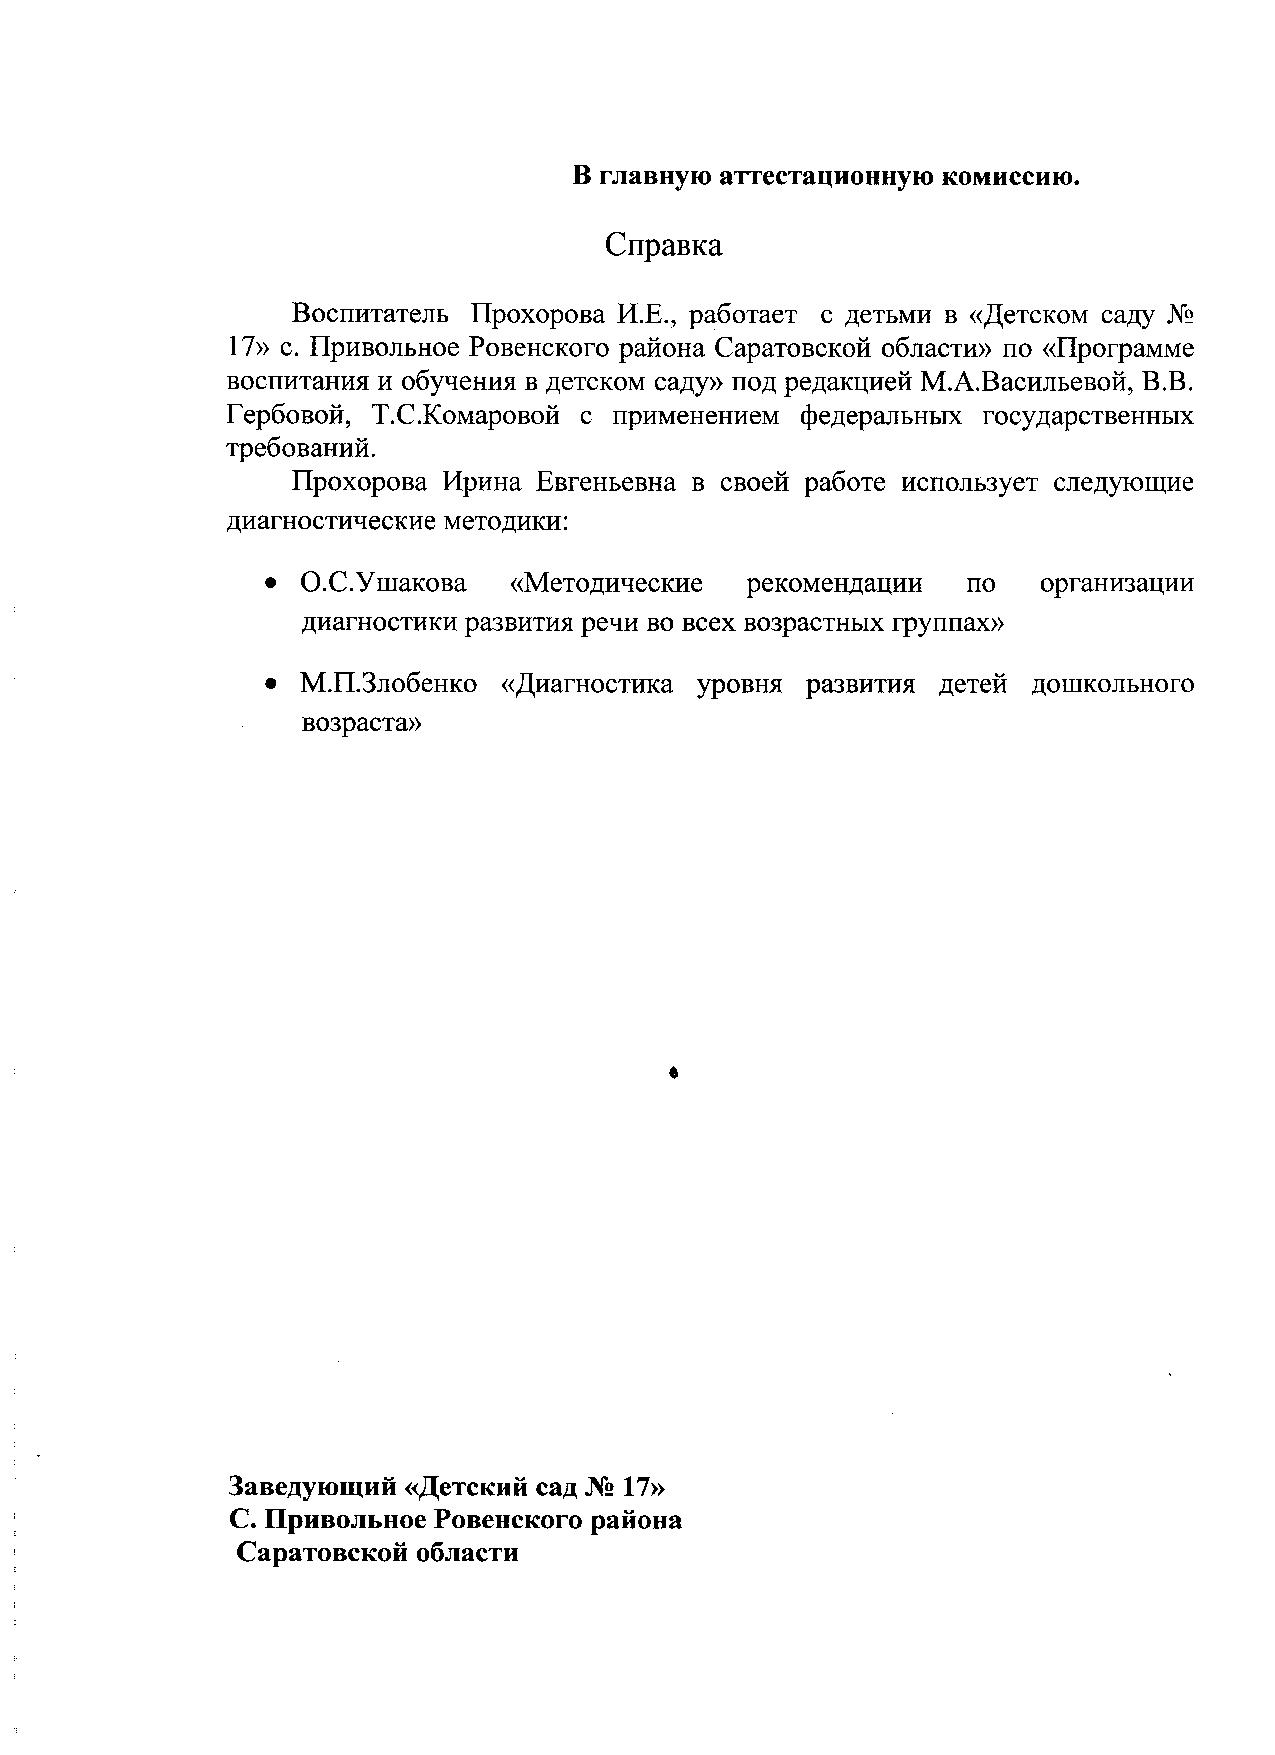 В главную аттестационную комиссию.
Справка
Воспитатель Прохорова И.Е., работает с детьми в «Детском саду №
17» с. Привольное Ровенского района Саратовской области» по «Программе
воспитания и обучения в детском саду» под редакцией М.А.Васильевой, В.В.
Гербовой, Т.С.Комаровой с применением федеральных государственных
требований.
Прохорова Ирина Евгеньевна в своей работе использует следующие
диагностические методики:
• О.С.Ушакова «Методические рекомендации по организации
диагностики развития речи во всех возрастных группах»
• М.П.Злобенко «Диагностика уровня развития детей дошкольного
возраста»
Заведующий «Детский сад № 17»
С. Привольное Ровенского района
Саратовской области